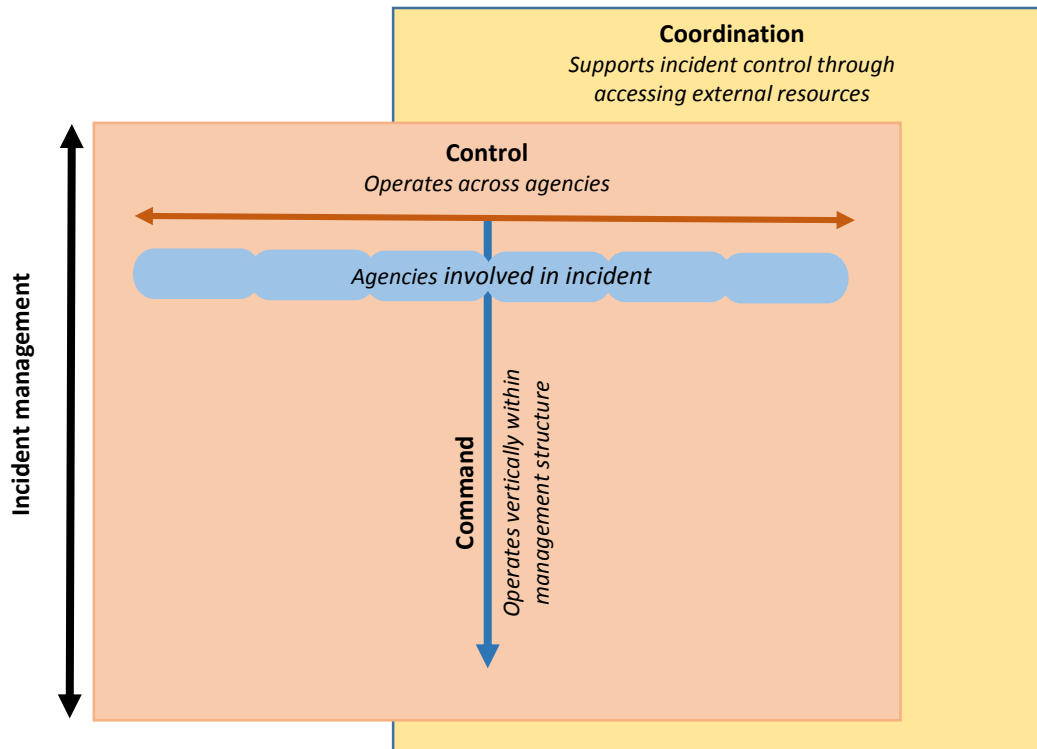 Coordination
Supports incident control through
accessing external resources
Control
Operates across agencies
Agencies involved in incident
Incident management
Command
Operates vertically within
management structure